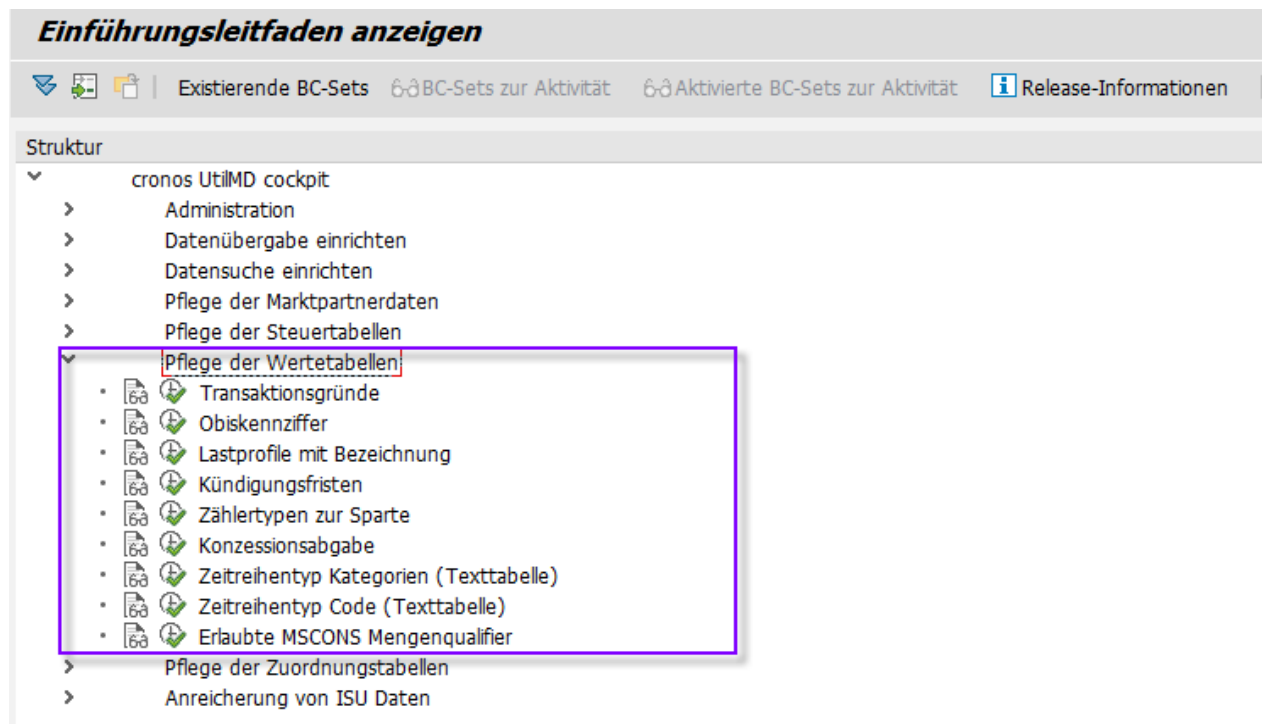 Einführungsleitfaden anzeigen
Existierende BC-Sets BC-Sets zur Aktivität Aktivierte BC-Sets zur Aktivität Release-Informationen
Struktur
cronos UtilMD cockpit
Administration
Datenübergabe einrichten
Datensuche einrichten
Pflege der Marktpartnerdaten
Pflege der Steuertabellen
Pflege der Wertetabellen
Transaktionsgründe
Obiskennziffer
Lastprofile mit Bezeichnung
Kündigungsfristen
Zählertypen zur Sparte
Konzessionsabgabe
Zeitreihentyp Kategorien (Texttabelle)
Zeitreihentyp Code (Texttabelle)
Erlaubte MSCONS Mengenqualifier
Pflege der Zuordnungstabellen
Anreicherung von ISU Daten